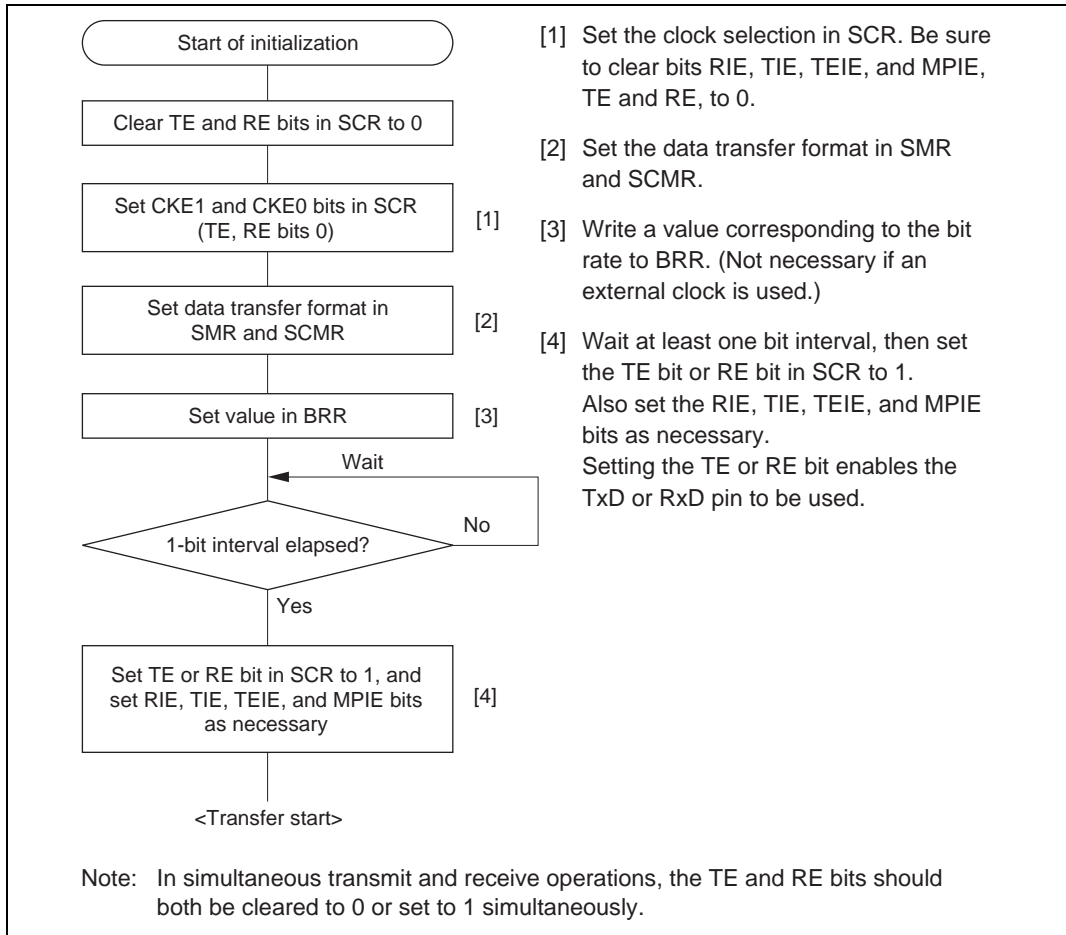 Start of initialization
Clear TE and RE bits in SCR to 0
Set CKE1 and CKE0 bits in SCR
(TE, RE bits 0)
[1]
Set data transfer format in
SMR and SCMR
[2]
Set value in BRR
[3]
Wait
No
1-bit interval elapsed?
Yes
Set TE or RE bit in SCR to 1, and
set RIE, TIE, TEIE, and MPIE bits
as necessary
[4]
<Transfer start>
[1] Set the clock selection in SCR. Be sure
to clear bits RIE, TIE, TEIE, and MPIE,
TE and RE, to 0.
[2] Set the data transfer format in SMR
and SCMR.
[3] Write a value corresponding to the bit
rate to BRR. (Not necessary if an
external clock is used.)
[4] Wait at least one bit interval, then set
the TE bit or RE bit in SCR to 1.
Also set the RIE, TIE, TEIE, and MPIE
bits as necessary.
Setting the TE or RE bit enables the
TxD or RxD pin to be used.
Note: In simultaneous transmit and receive operations, the TE and RE bits should
both be cleared to 0 or set to 1 simultaneously.